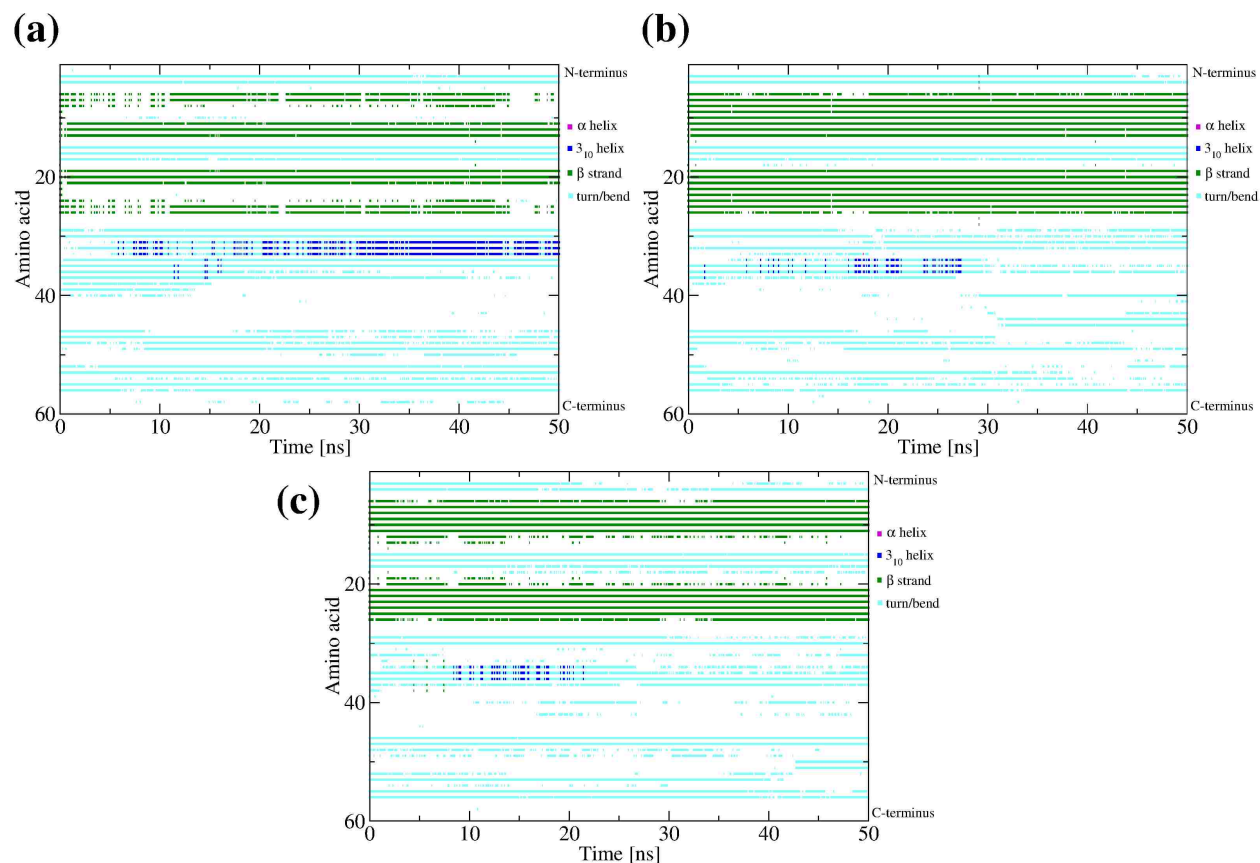 (a)
N-terminus
α helix
3₁₀ helix
β strand
turn/bend
20
40
60
Amino acid
C-terminus
0 10 20 30 40 50
Time [ns]
(b)
N-terminus
α helix
3₁₀ helix
β strand
turn/bend
20
40
60
Amino acid
C-terminus
0 10 20 30 40 50
Time [ns]
(c)
N-terminus
α helix
3₁₀ helix
β strand
turn/bend
20
40
60
Amino acid
C-terminus
0 10 20 30 40 50
Time [ns]